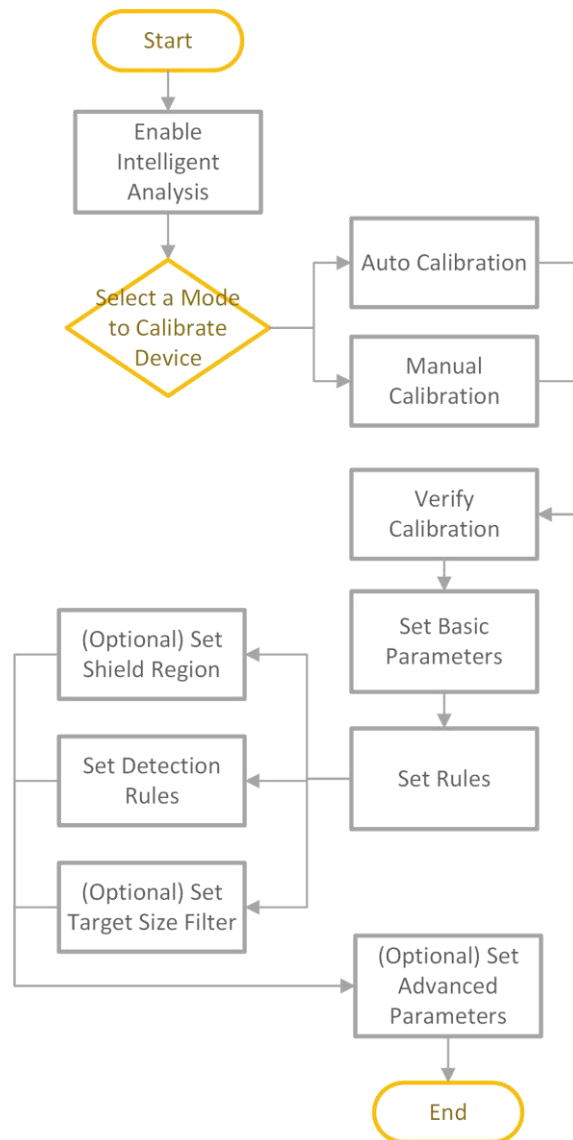 Start
Enable
Intelligent
Analysis
Select a Mode
to Calibrate
Device
Auto Calibration
Manual
Calibration
Verify
Calibration
Set Basic
Parameters
Set Rules
(Optional) Set
Shield Region
Set Detection
Rules
(Optional) Set
Target Size Filter
(Optional) Set
Advanced
Parameters
End